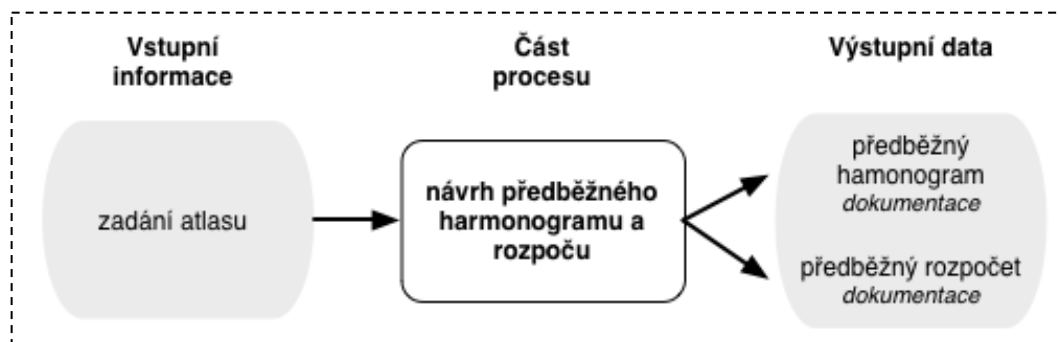 Vstupní
informace
Část
procesu
Výstupní data
zadání atlasu
návrh předběžného
harmonogramu a
rozpoču
předběžný
hamonogram
dokumentace
předběžný rozpočet
dokumentace